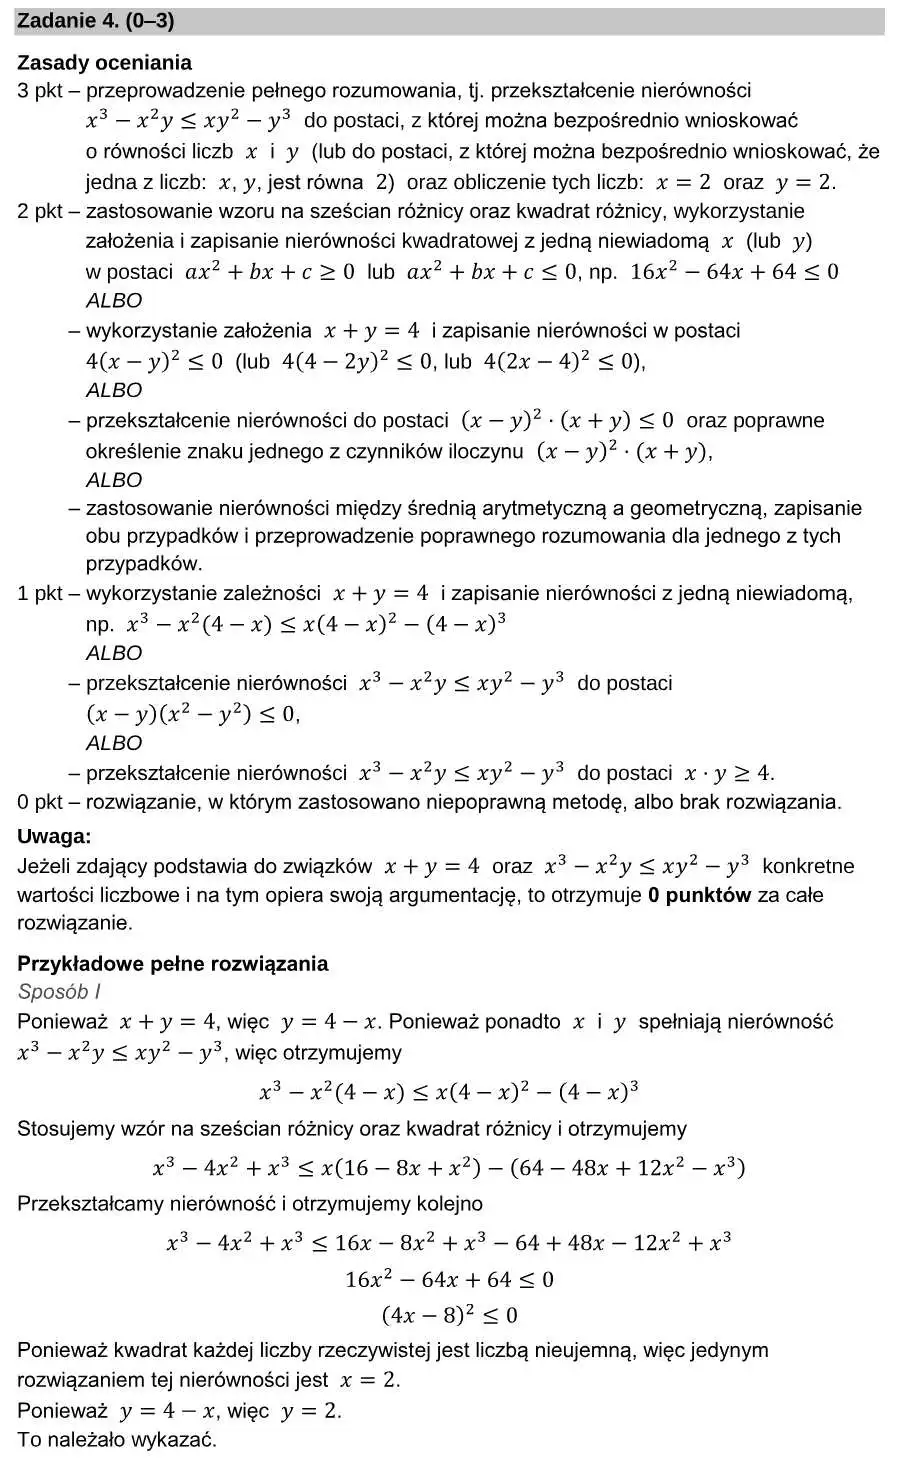 Zadanie 4. (0–3)
Zasady oceniania
3 pkt – przeprowadzenie pełnego rozumowania, tj. przekształcenie nierówności
x³ − x²y ≤ xy² − y³ do postaci, z której można bezpośrednio wnioskować
o równości liczb x i y (lub do postaci, z której można bezpośrednio wnioskować, że
jedna z liczb: x, y, jest równa 2) oraz obliczenie tych liczb: x = 2 oraz y = 2.
2 pkt – zastosowanie wzoru na sześcian różnicy oraz kwadrat różnicy, wykorzystanie
założenia i zapisanie nierówności kwadratowej z jedną niewiadomą x (lub y)
w postaci ax² + bx + c ≥ 0 lub ax² + bx + c ≤ 0, np. 16x² − 64x + 64 ≤ 0
ALBO
– wykorzystanie założenia x + y = 4 i zapisanie nierówności w postaci
4(x − y)² ≤ 0 (lub 4(4 − 2y)² ≤ 0, lub 4(2x − 4)² ≤ 0),
ALBO
– przekształcenie nierówności do postaci (x − y)² · (x + y) ≤ 0 oraz poprawne
określenie znaku jednego z czynników iloczynu (x − y)² · (x + y),
ALBO
– zastosowanie nierówności między średnią arytmetyczną a geometryczną, zapisanie
obu przypadków i przeprowadzenie poprawnego rozumowania dla jednego z tych
przypadków.
1 pkt – wykorzystanie zależności x + y = 4 i zapisanie nierówności z jedną niewiadomą,
np. x³ − x²(4 − x) ≤ x(4 − x)² − (4 − x)³
ALBO
– przekształcenie nierówności x³ − x²y ≤ xy² − y³ do postaci
(x − y)(x² − y²) ≤ 0,
ALBO
– przekształcenie nierówności x³ − x²y ≤ xy² − y³ do postaci x · y ≥ 4.
0 pkt – rozwiązanie, w którym zastosowano niepoprawną metodę, albo brak rozwiązania.
Uwaga:
Jeżeli zdający podstawia do związków x + y = 4 oraz x³ − x²y ≤ xy² − y³ konkretne
wartości liczbowe i na tym opiera swoją argumentację, to otrzymuje 0 punktów za całe
rozwiązanie.
Przykładowe pełne rozwiązania
Sposób I
Ponieważ x + y = 4, więc y = 4 − x. Ponieważ ponadto x i y spełniają nierówność
x³ − x²y ≤ xy² − y³, więc otrzymujemy
x³ − x²(4 − x) ≤ x(4 − x)² − (4 − x)³
Stosujemy wzór na sześcian różnicy oraz kwadrat różnicy i otrzymujemy
x³ − 4x² + x³ ≤ x(16 − 8x + x²) − (64 − 48x + 12x² − x³)
Przekształcamy nierówność i otrzymujemy kolejno
x³ − 4x² + x³ ≤ 16x − 8x² + x³ − 64 + 48x − 12x² + x³
16x² − 64x + 64 ≤ 0
(4x − 8)² ≤ 0
Ponieważ kwadrat każdej liczby rzeczywistej jest liczbą nieujemną, więc jedynym
rozwiązaniem tej nierówności jest x = 2.
Ponieważ y = 4 − x, więc y = 2.
To należało wykazać.